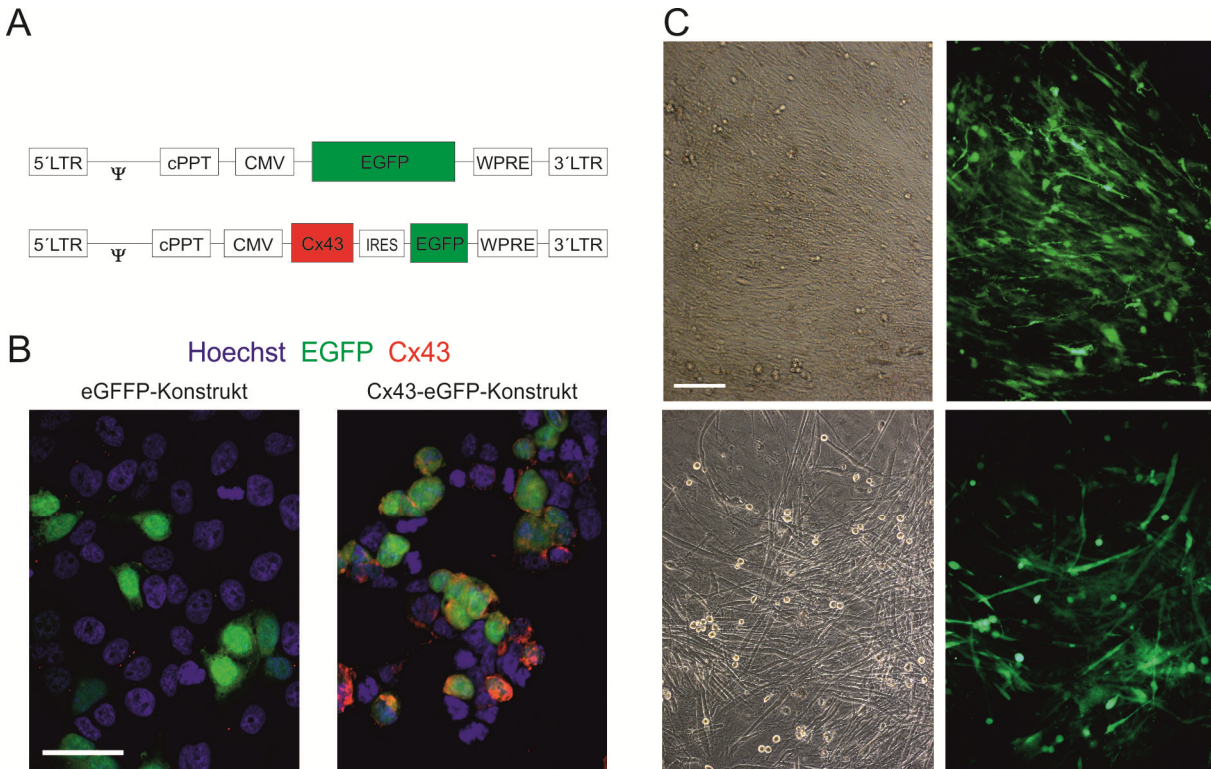 A
5´LTR Ψ cPPT CMV EGFP WPRE 3´LTR
5´LTR Ψ cPPT CMV Cx43 IRES EGFP WPRE 3´LTR
B
Hoechst EGFP Cx43
eGFFP-Konstrukt
Cx43-eGFP-Konstrukt
C